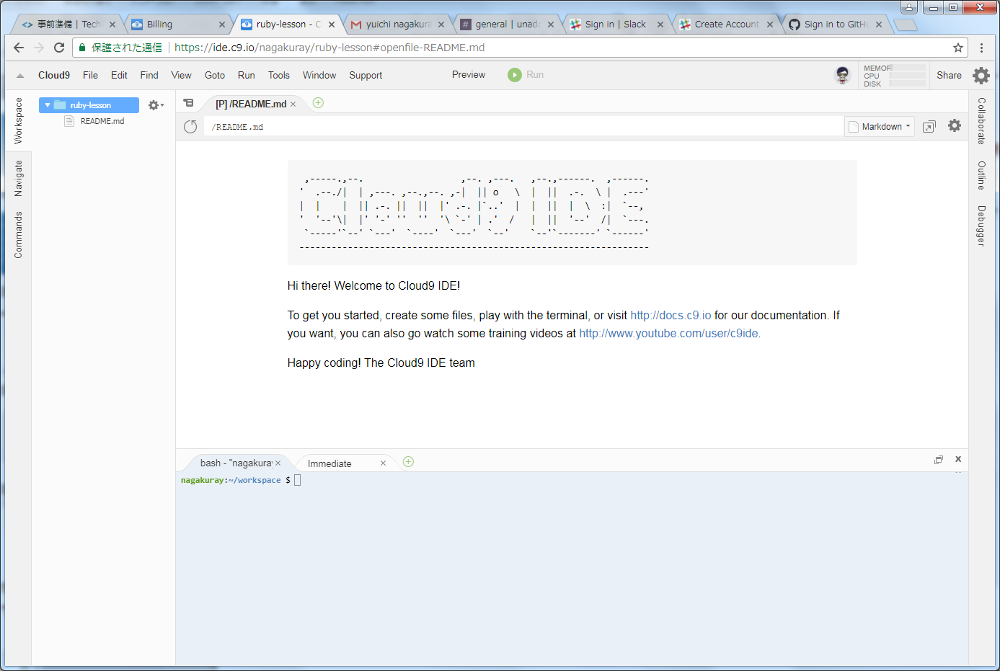 事前準備 | Tech
Billing
ruby-lesson - C
yuichi nagakura
general | unado
Sign in | Slack
Create Account
Sign in to GitHu
保護された通信 | https://ide.c9.io/nagakuray/ruby-lesson#openfile-README.md
Cloud9 File Edit Find View Goto Run Tools Window Support Preview Run
MEMOR
CPU
DISK
Share
Workspace
Navigate
Commands
ruby-lesson
README.md
[P] /README.md
/README.md
Markdown
Collaborate
Outline
Debugger
Cloud9 IDE
Hi there! Welcome to Cloud9 IDE!
To get you started, create some files, play with the terminal, or visit http://docs.c9.io for our documentation. If
you want, you can also go watch some training videos at http://www.youtube.com/user/c9ide.
Happy coding! The Cloud9 IDE team
bash - "nagakuray
Immediate
nagakuray:~/workspace $